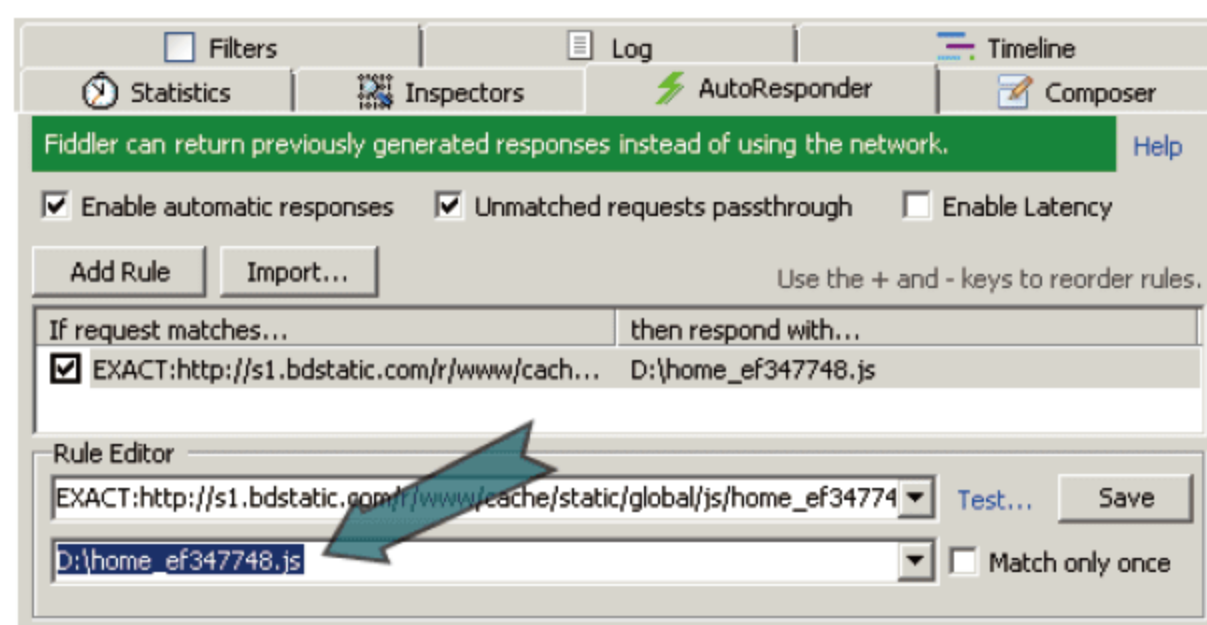 Filters Log Timeline
Statistics Inspectors AutoResponder Composer
Fiddler can return previously generated responses instead of using the network. Help
Enable automatic responses Unmatched requests passthrough Enable Latency
Add Rule Import... Use the + and - keys to reorder rules.
If request matches... then respond with...
EXACT:http://s1.bdstatic.com/r/www/cach... D:\home_ef347748.js
Rule Editor
EXACT:http://s1.bdstatic.com/r/www/cache/static/global/js/home_ef34774 Test... Save
D:\home_ef347748.js Match only once